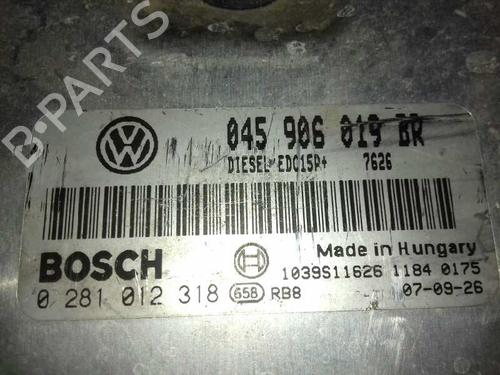 B-PARTS
045 906 019 BR
DIESEL EDC15P+ 7626
BOSCH
Made in Hungary
1039S11626 1184 0175
0 281 012 318 65B RB8 07-09-26